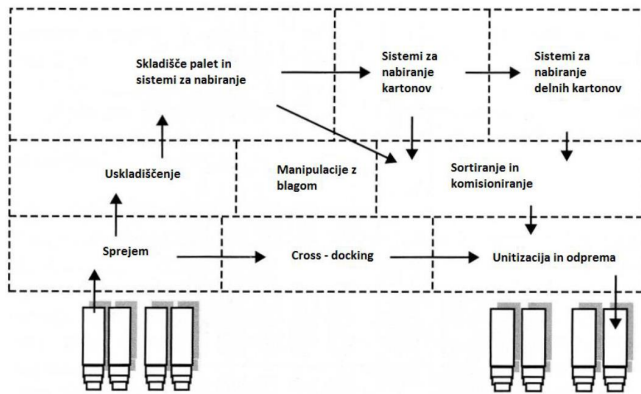 Skladišče palet in
sistemi za nabiranje
Sistemi za
nabiranje
kartonov
Sistemi za
nabiranje
delnih kartonov
Uskladiščenje
Manipulacije z
blagom
Sortiranje in
komisioniranje
Sprejem
Cross - docking
Unitizacija in odprema